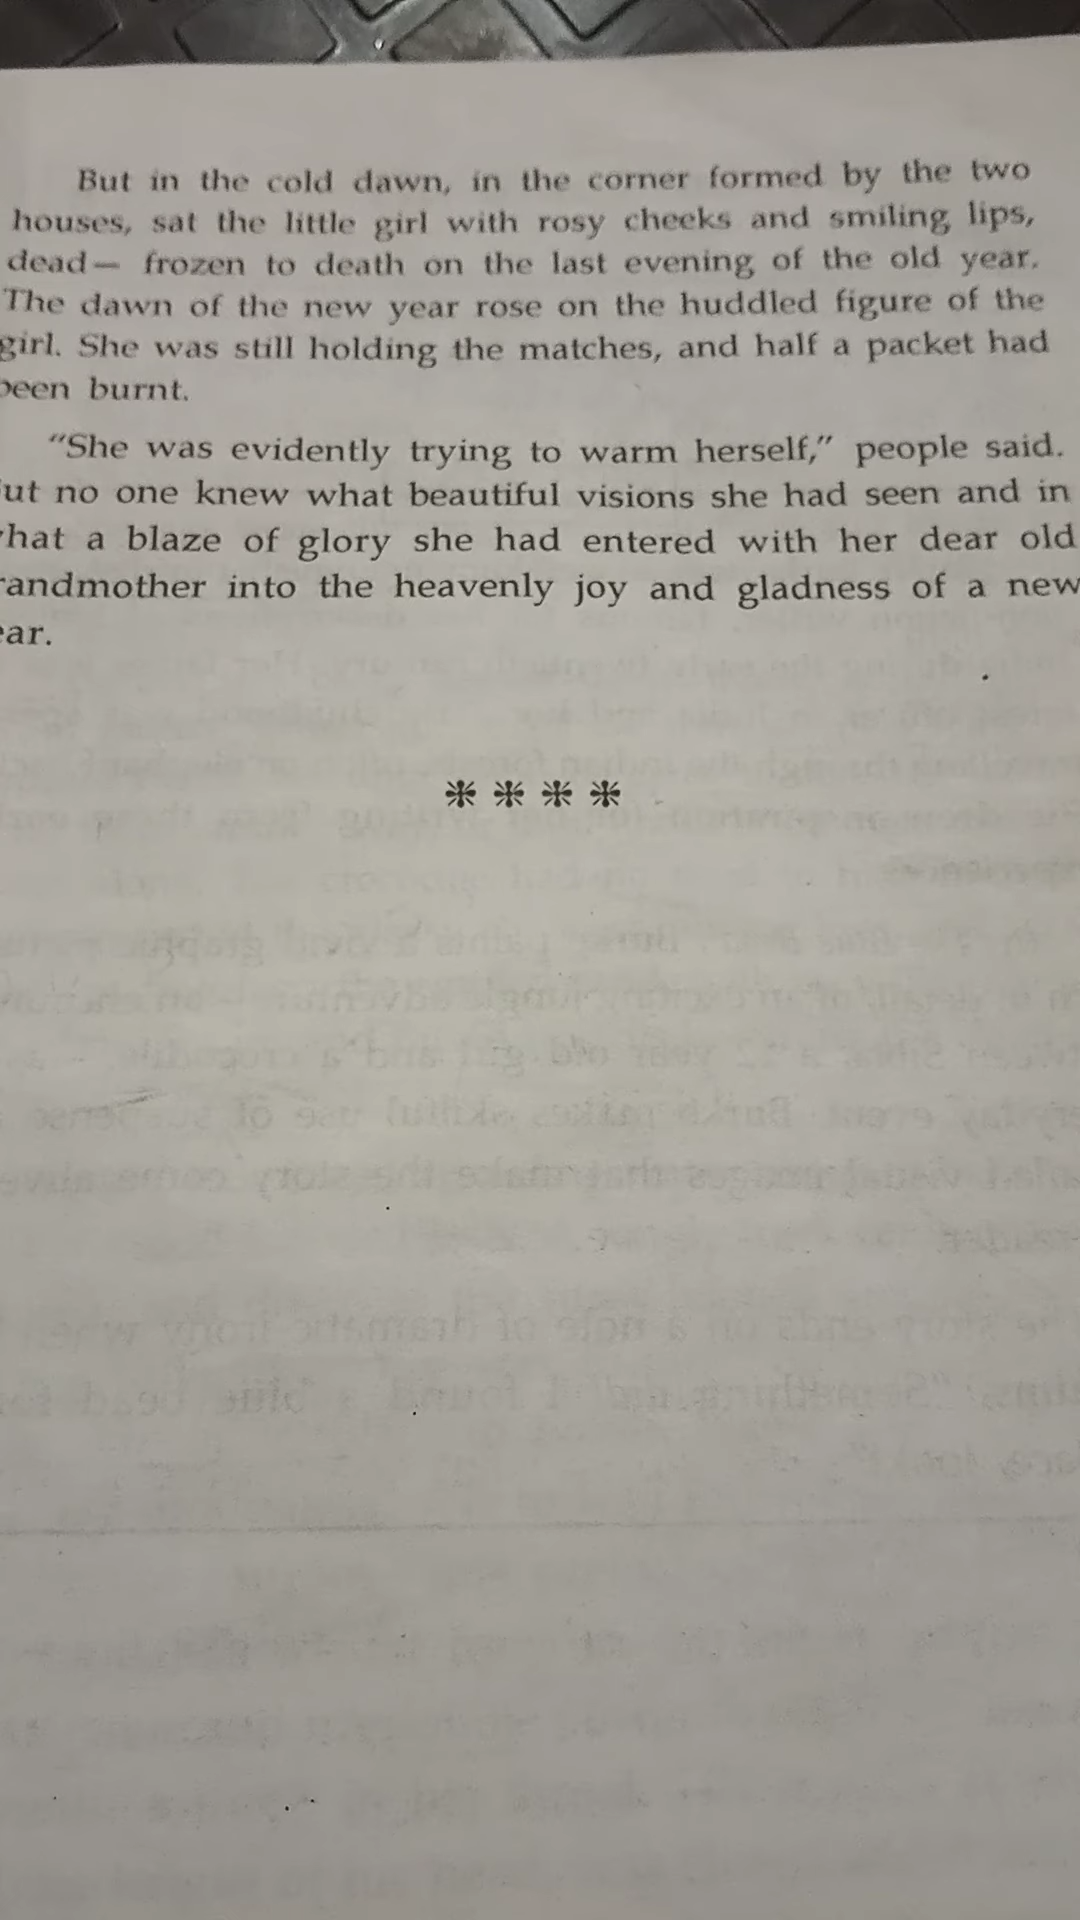 But in the cold dawn, in the corner formed by the two
houses, sat the little girl with rosy cheeks and smiling lips,
dead— frozen to death on the last evening of the old year.
The dawn of the new year rose on the huddled figure of the
girl. She was still holding the matches, and half a packet had
been burnt.
“She was evidently trying to warm herself,” people said.
ut no one knew what beautiful visions she had seen and in
hat a blaze of glory she had entered with her dear old
randmother into the heavenly joy and gladness of a new
ear.